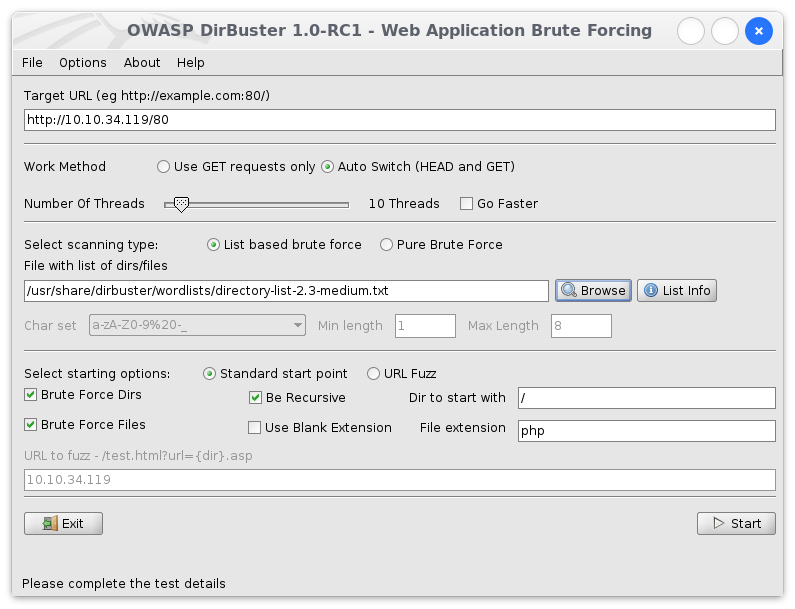 OWASP DirBuster 1.0-RC1 - Web Application Brute Forcing
File Options About Help
Target URL (eg http://example.com:80/)
http://10.10.34.119/80
Work Method Use GET requests only Auto Switch (HEAD and GET)
Number Of Threads 10 Threads Go Faster
Select scanning type: List based brute force Pure Brute Force
File with list of dirs/files
/usr/share/dirbuster/wordlists/directory-list-2.3-medium.txt Browse List Info
Char set a-zA-Z0-9%20-_ Min length 1 Max Length 8
Select starting options: Standard start point URL Fuzz
Brute Force Dirs Be Recursive Dir to start with /
Brute Force Files Use Blank Extension File extension php
URL to fuzz - /test.html?url={dir}.asp
10.10.34.119
Exit Start
Please complete the test details